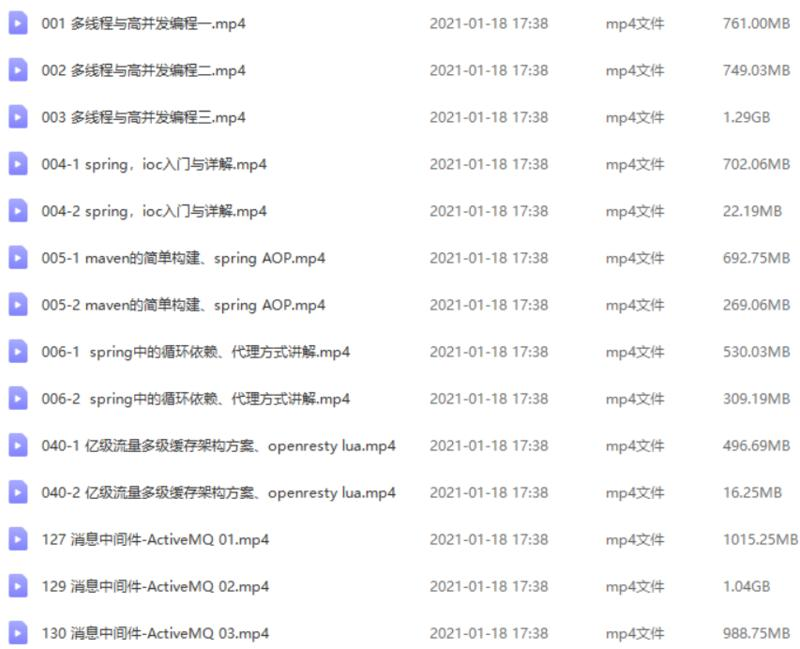 001 多线程与高并发编程一.mp4 2021-01-18 17:38 mp4文件 761.00MB
002 多线程与高并发编程二.mp4 2021-01-18 17:38 mp4文件 749.03MB
003 多线程与高并发编程三.mp4 2021-01-18 17:38 mp4文件 1.29GB
004-1 spring，ioc入门与详解.mp4 2021-01-18 17:38 mp4文件 702.06MB
004-2 spring，ioc入门与详解.mp4 2021-01-18 17:38 mp4文件 22.19MB
005-1 maven的简单构建、spring AOP.mp4 2021-01-18 17:38 mp4文件 692.75MB
005-2 maven的简单构建、spring AOP.mp4 2021-01-18 17:38 mp4文件 269.06MB
006-1  spring中的循环依赖、代理方式讲解.mp4 2021-01-18 17:38 mp4文件 530.03MB
006-2  spring中的循环依赖、代理方式讲解.mp4 2021-01-18 17:38 mp4文件 309.19MB
040-1 亿级流量多级缓存架构方案、openresty lua.mp4 2021-01-18 17:38 mp4文件 496.69MB
040-2 亿级流量多级缓存架构方案、openresty lua.mp4 2021-01-18 17:38 mp4文件 16.25MB
127 消息中间件-ActiveMQ 01.mp4 2021-01-18 17:38 mp4文件 1015.25MB
129 消息中间件-ActiveMQ 02.mp4 2021-01-18 17:38 mp4文件 1.04GB
130 消息中间件-ActiveMQ 03.mp4 2021-01-18 17:38 mp4文件 988.75MB